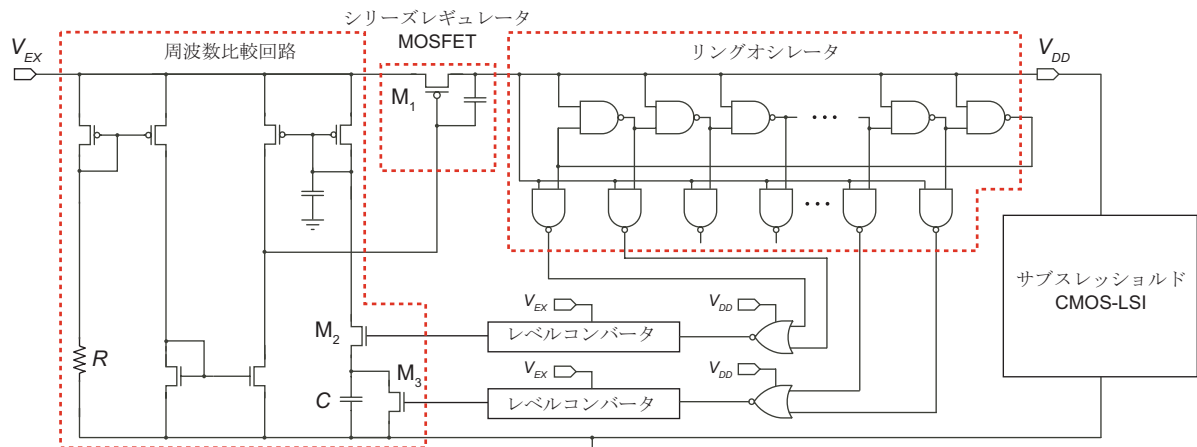 シリーズレギュレータ
MOSFET
周波数比較回路
リングオシレータ
V_EX
V_DD
M1
サブスレッショルド
CMOS-LSI
V_EX
V_DD
M2
レベルコンバータ
R
V_EX
V_DD
M3
C
レベルコンバータ